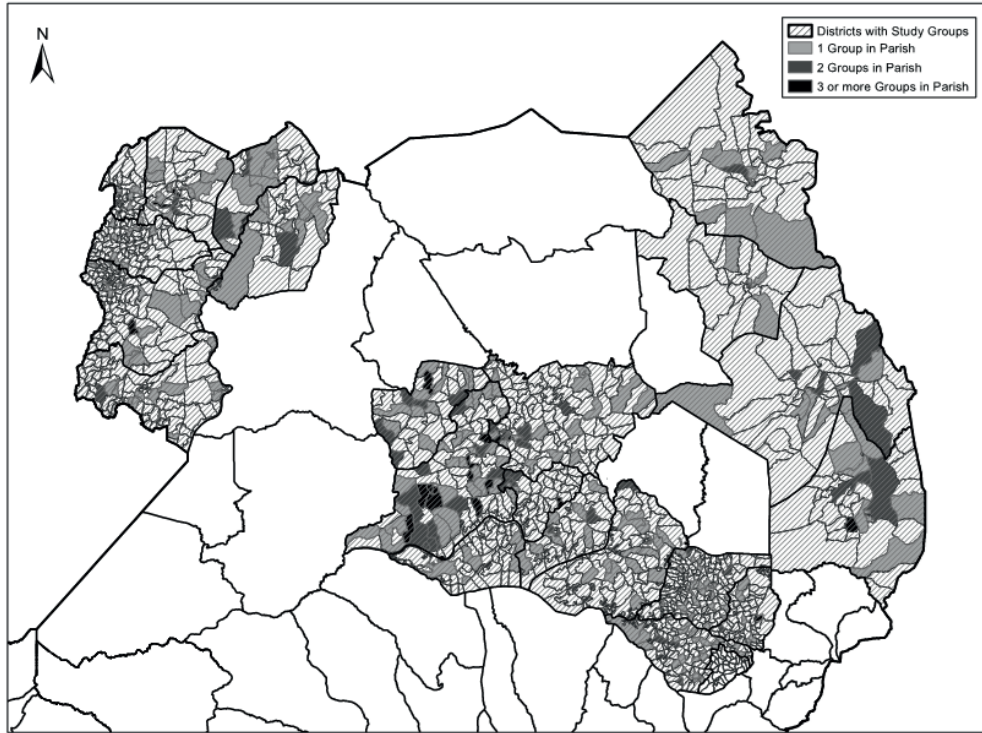 N
Districts with Study Groups
1 Group in Parish
2 Groups in Parish
3 or more Groups in Parish